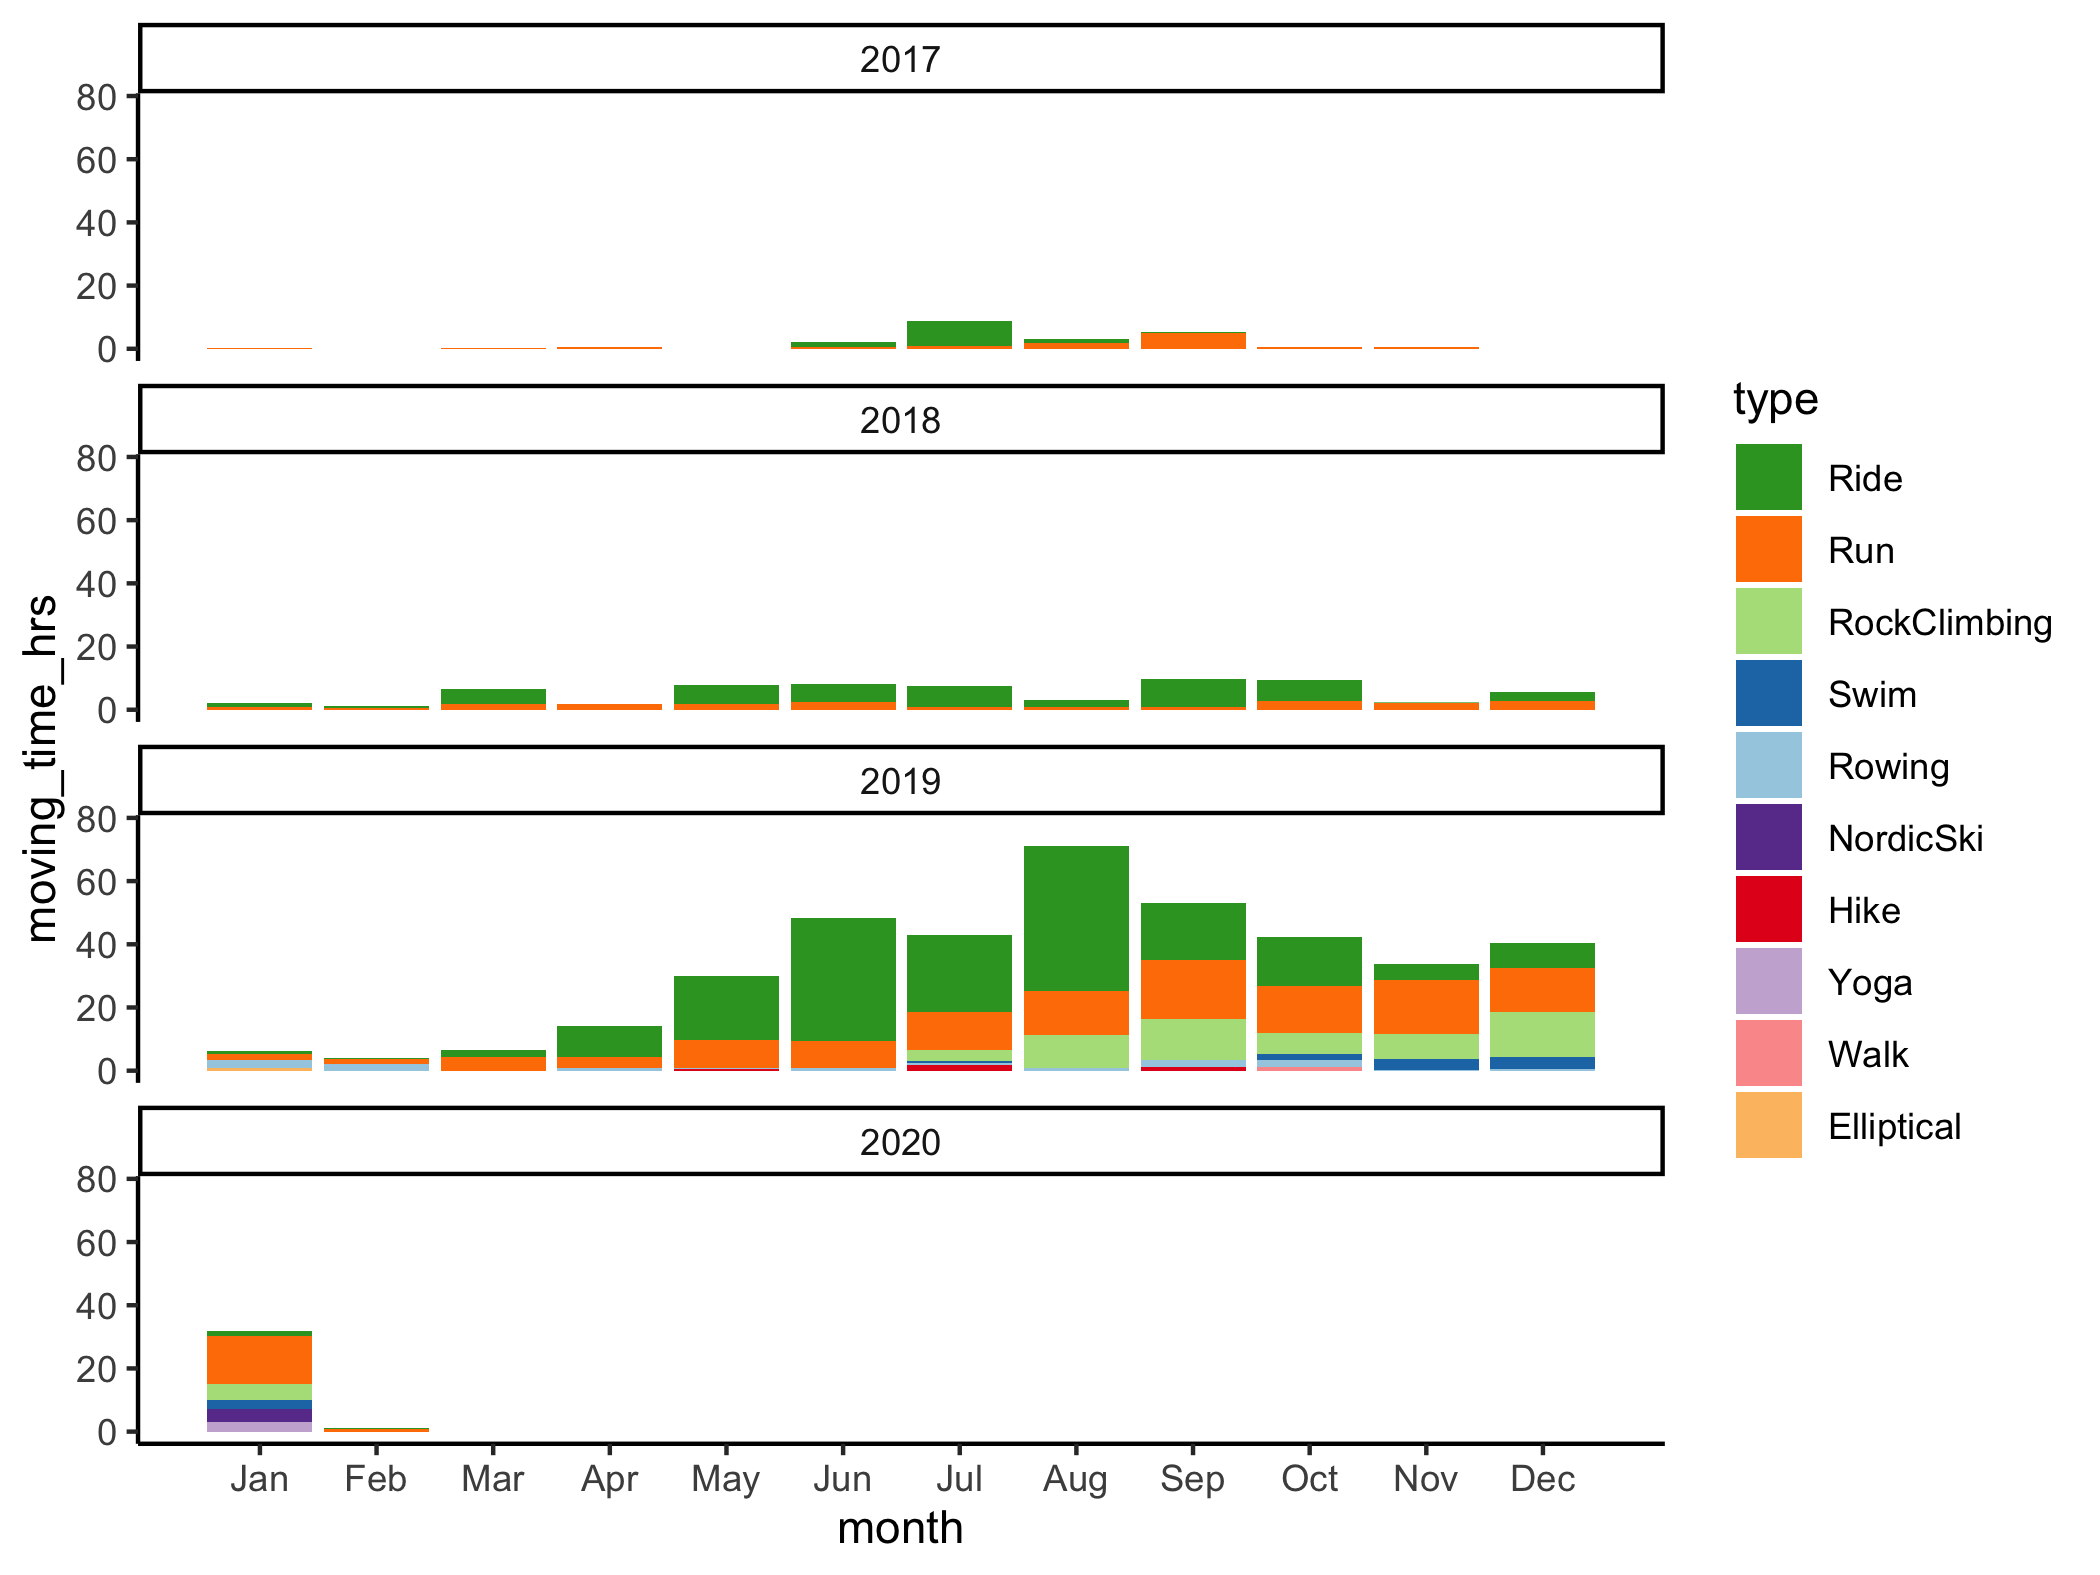 2017
80
60
40
20
0
2018
80
60
40
20
0
2019
80
60
40
20
0
2020
80
60
40
20
0
Jan Feb Mar Apr May Jun Jul Aug Sep Oct Nov Dec
month
moving_time_hrs
type
Ride
Run
RockClimbing
Swim
Rowing
NordicSki
Hike
Yoga
Walk
Elliptical